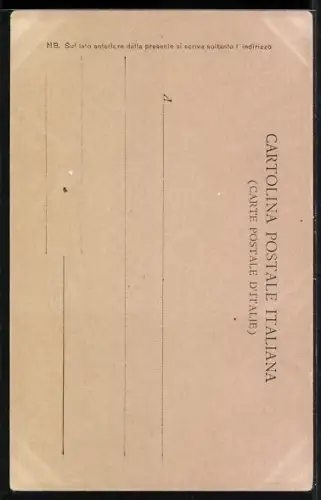 CARTOLINA POSTALE ITALIANA
(CARTE POSTALE D'ITALIE)
A
NB. Sul lato anteriore della presente si scrive soltanto l'indirizzo